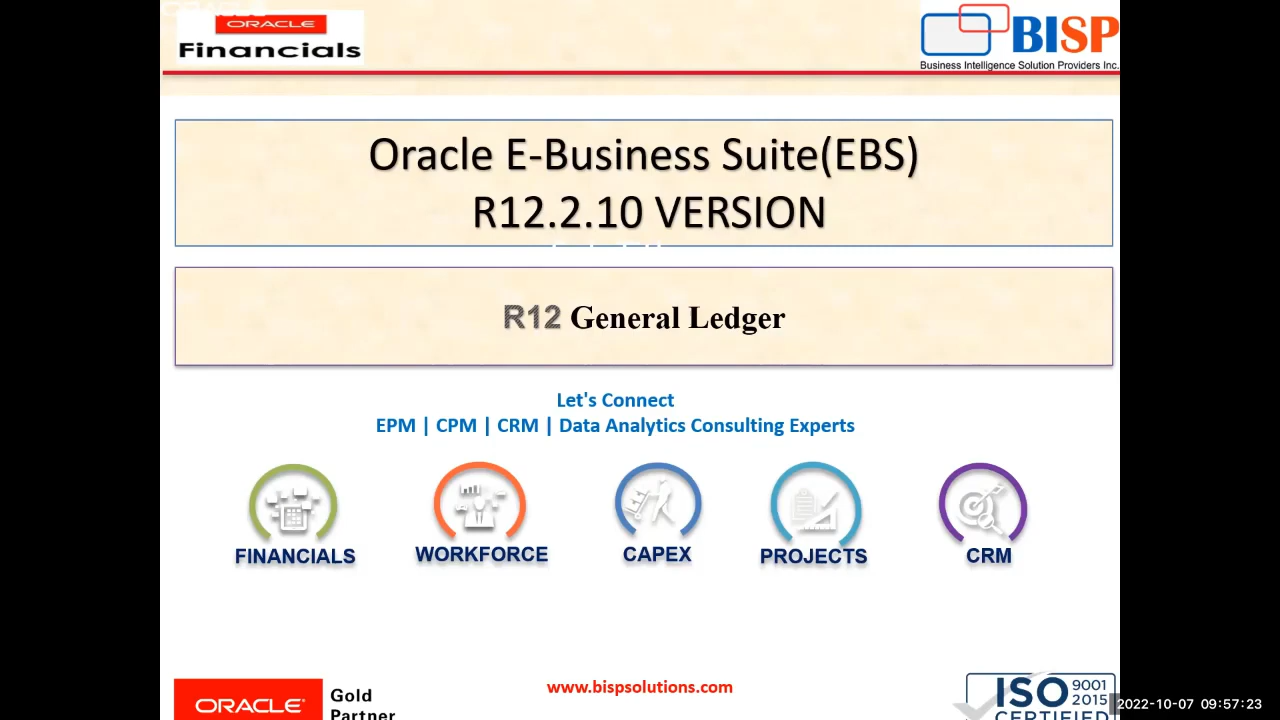 ORACLE
Financials
BISP
Business Intelligence Solution Providers Inc.
Oracle E-Business Suite(EBS)
R12.2.10 VERSION
R12 General Ledger
Let's Connect
EPM | CPM | CRM | Data Analytics Consulting Experts
FINANCIALS
WORKFORCE
CAPEX
PROJECTS
CRM
ORACLE
Gold
Partner
www.bispsolutions.com
ISO 9001
2015
CERTIFIED
2022-10-07 09:57:23